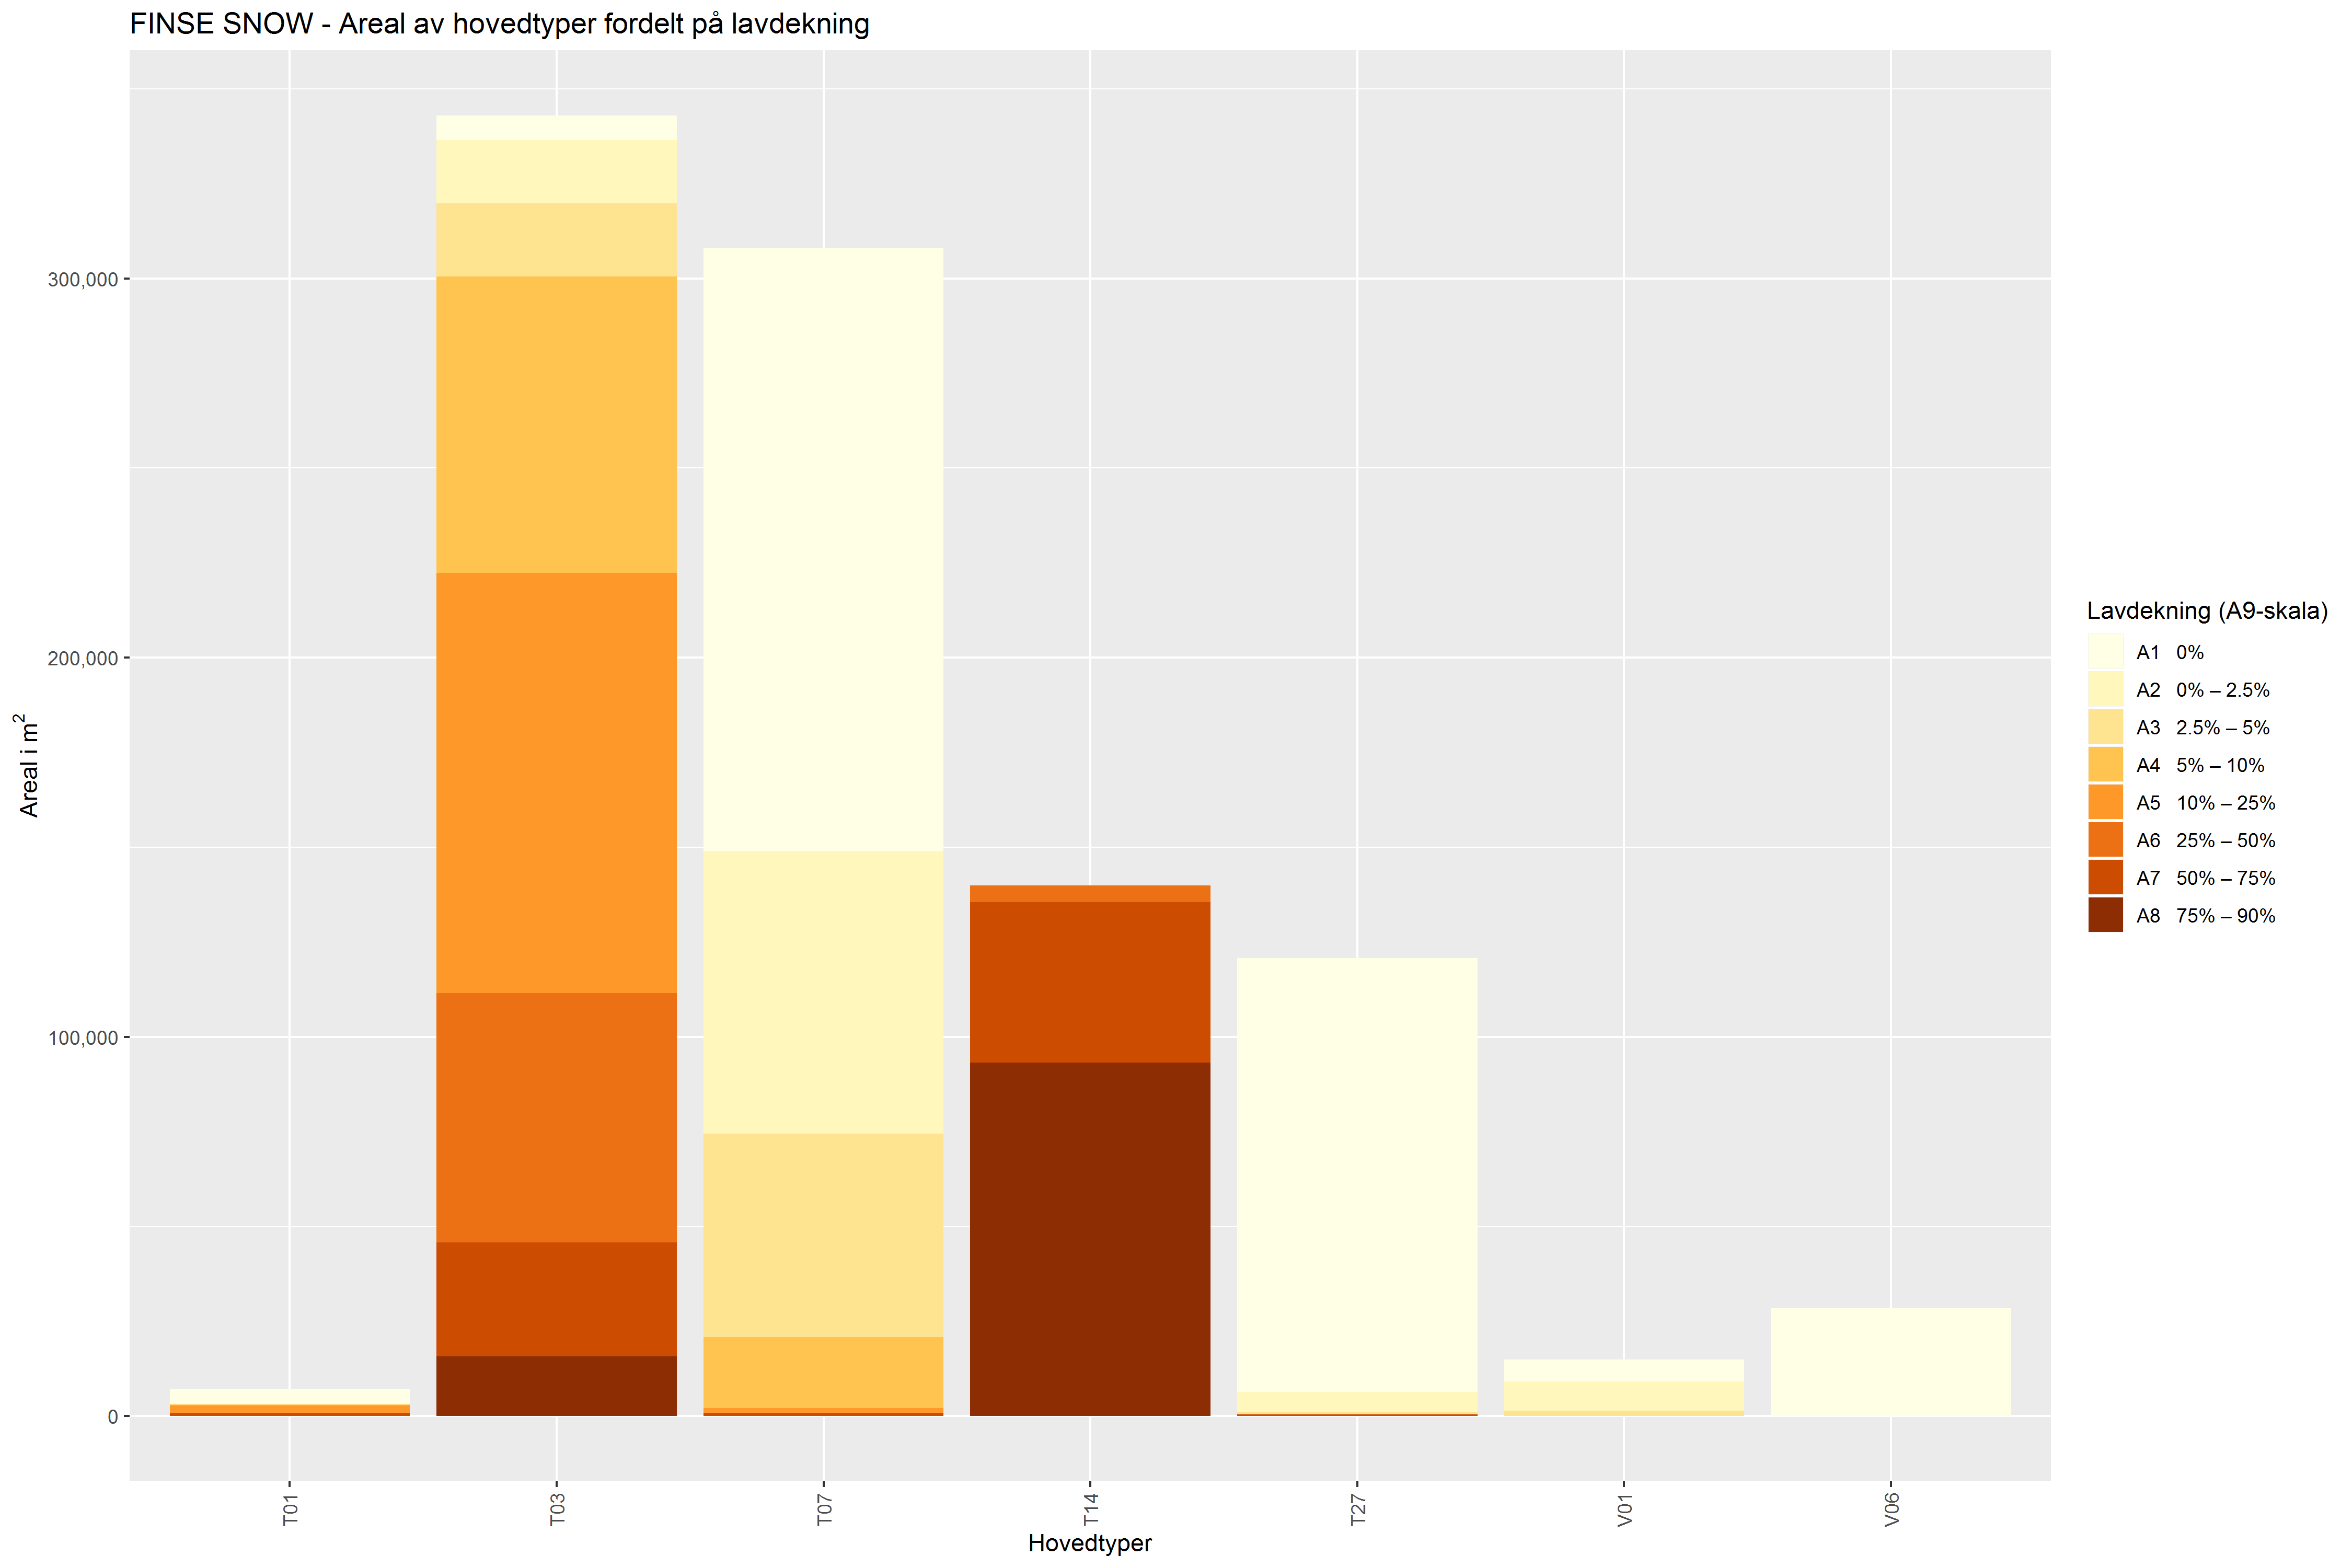 FINSE SNOW - Areal av hovedtyper fordelt på lavdekning
Areal i m²
300,000
200,000
100,000
0
T01
T03
T07
T14
T27
V01
V06
Hovedtyper
Lavdekning (A9-skala)
A1 0%
A2 0% – 2.5%
A3 2.5% – 5%
A4 5% – 10%
A5 10% – 25%
A6 25% – 50%
A7 50% – 75%
A8 75% – 90%